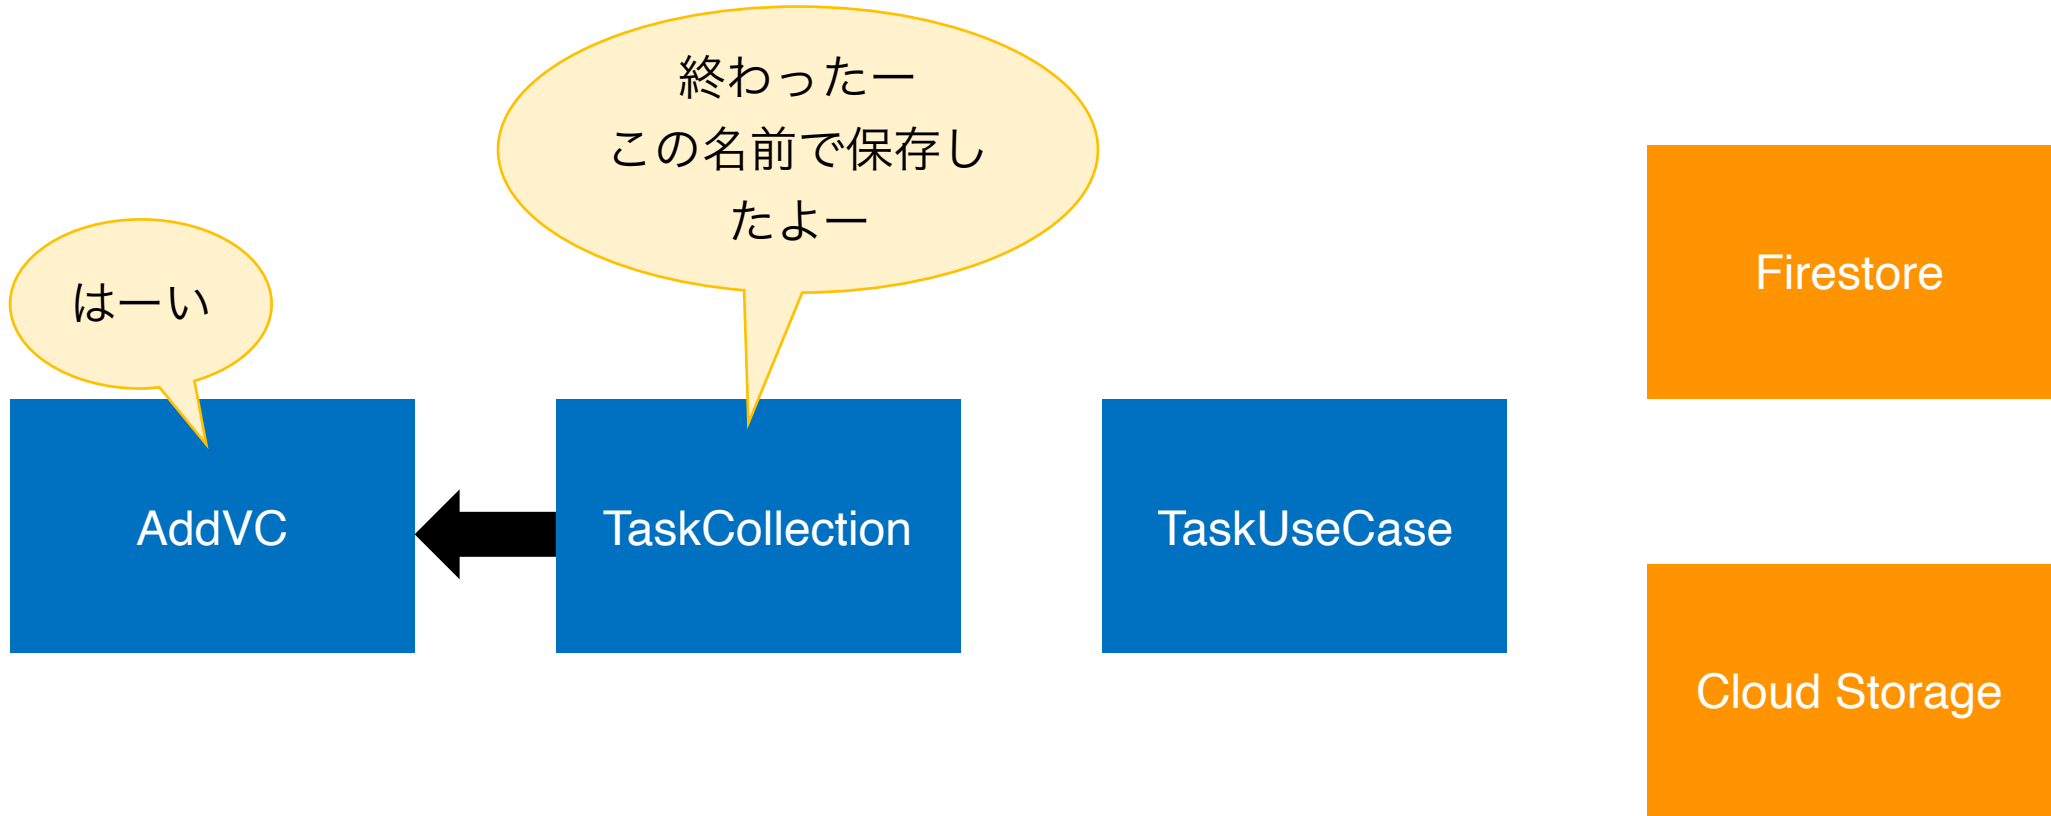 終わったー
この名前で保存し
たよー
はーい
Firestore
AddVC
TaskCollection
TaskUseCase
Cloud Storage